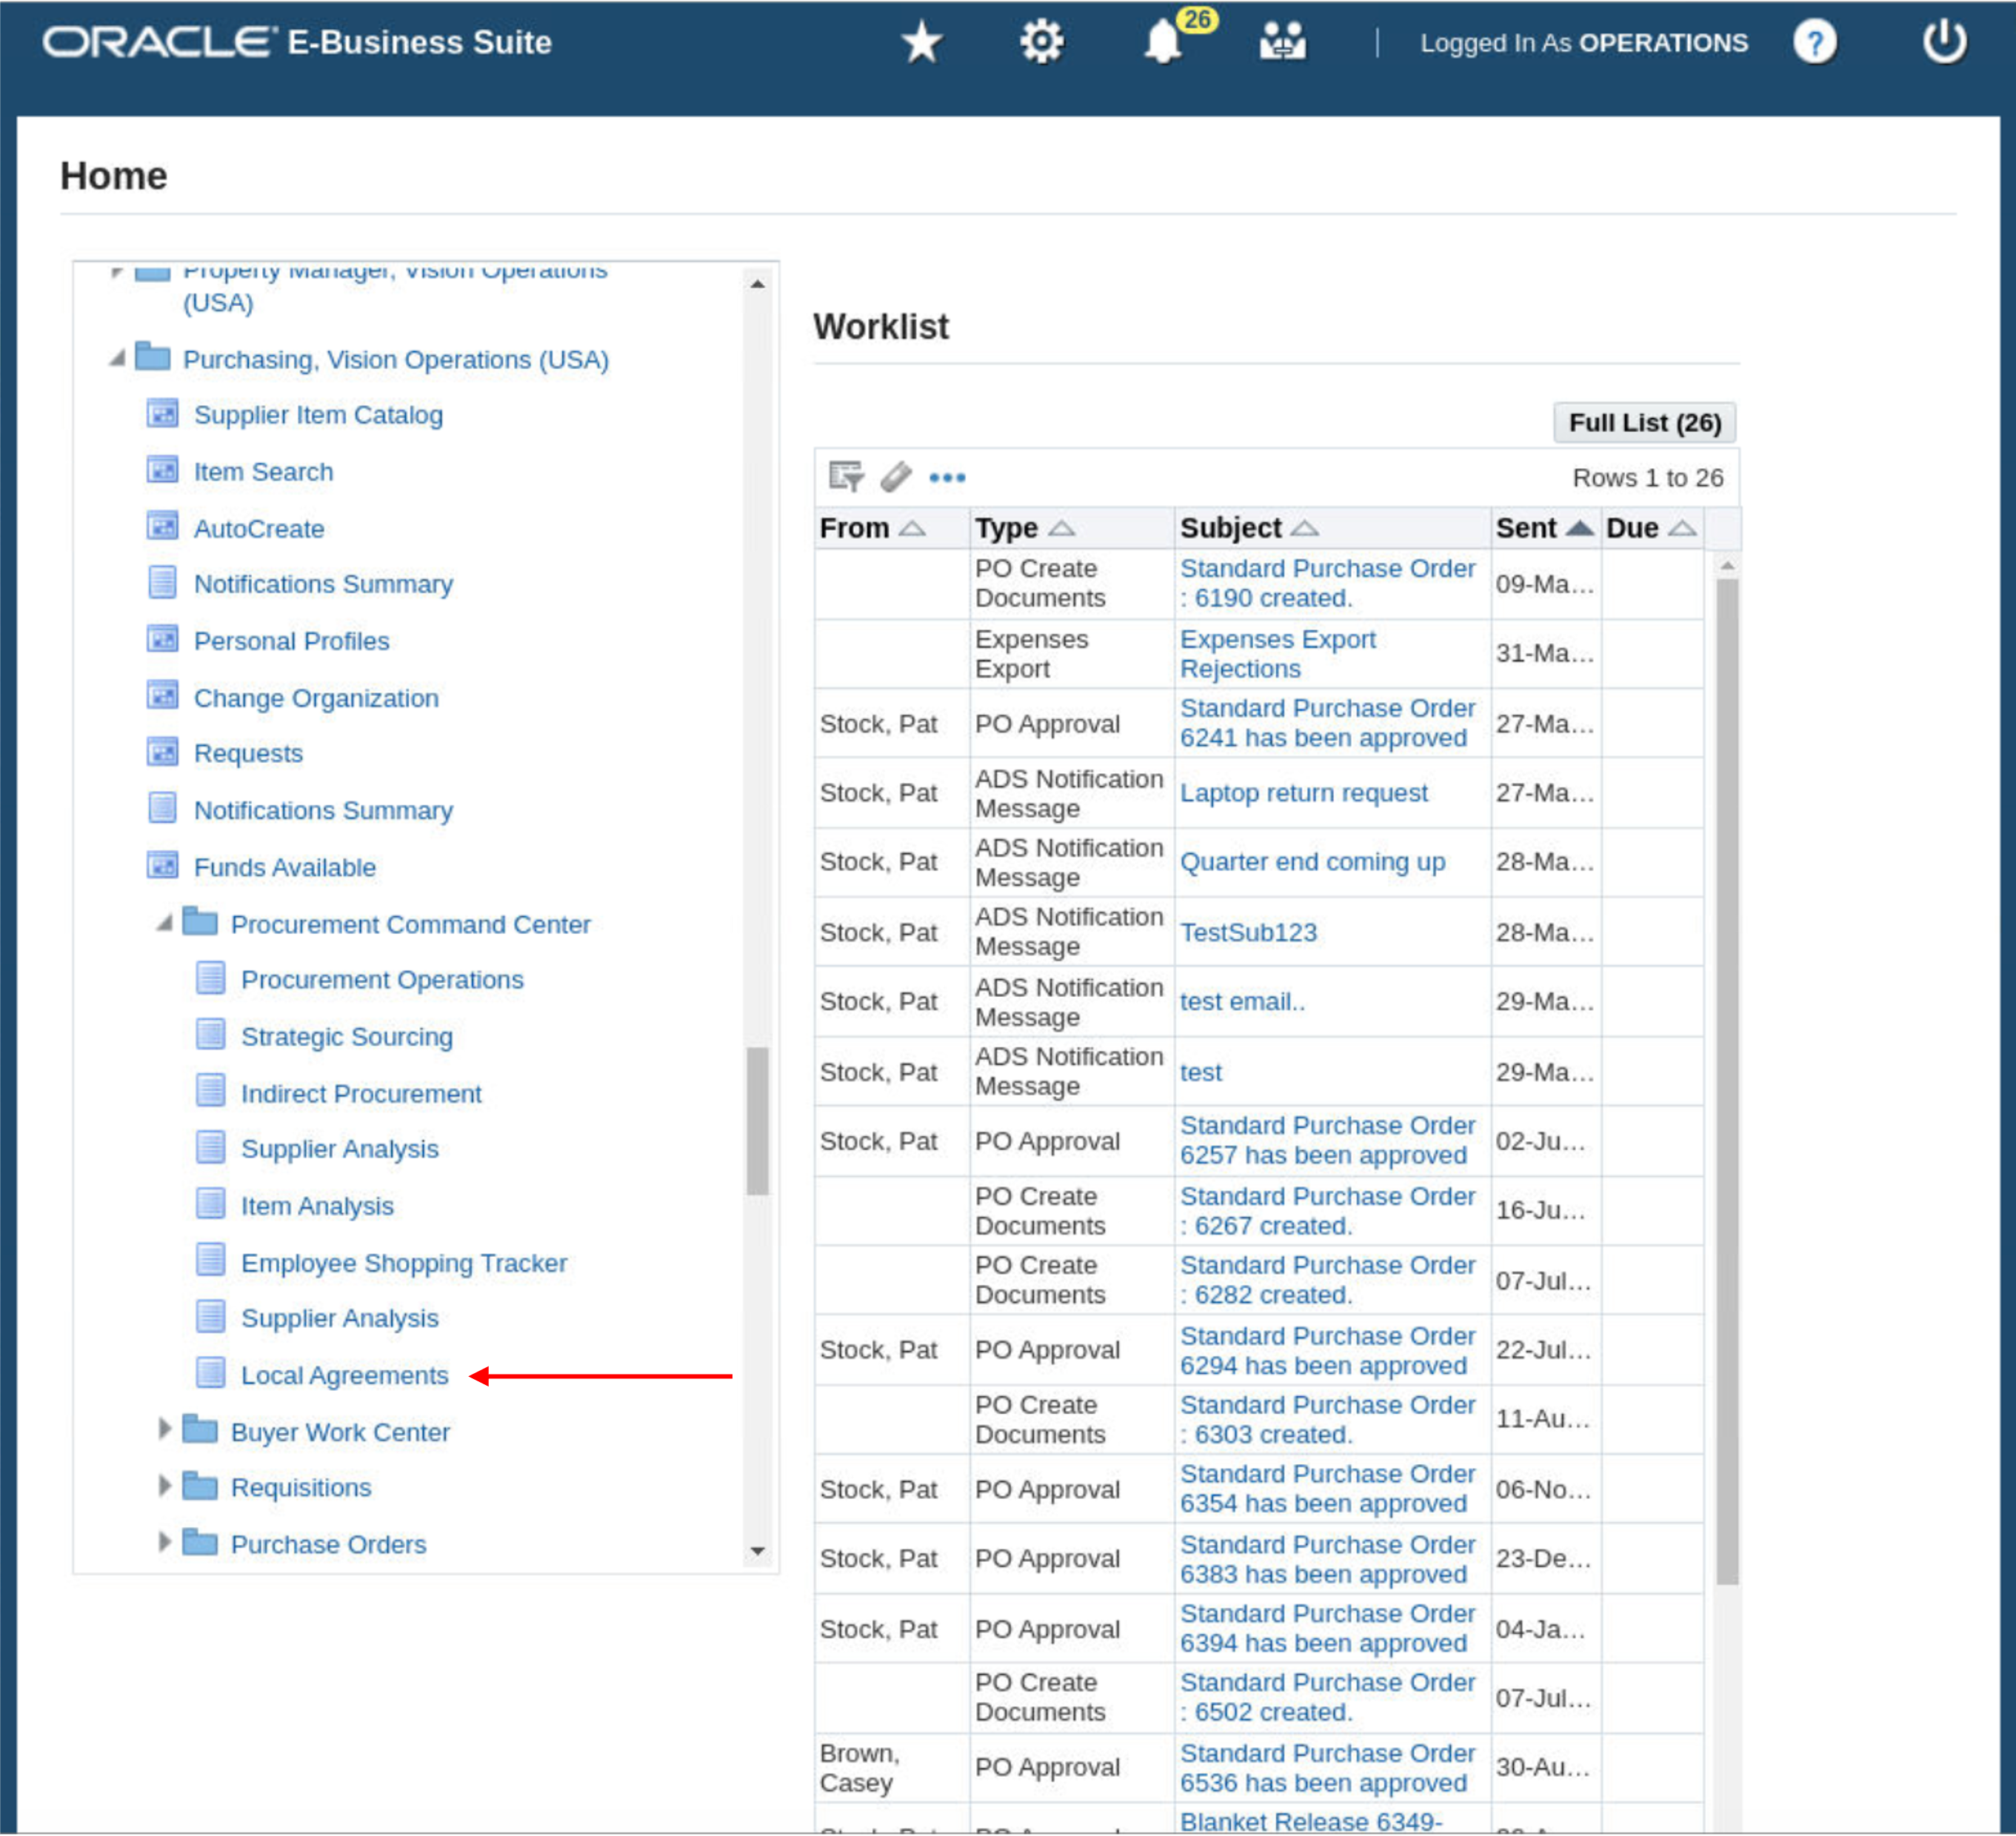 ORACLE E-Business Suite
26
Logged In As OPERATIONS
?
Home
Property Manager, Vision Operations
(USA)
Purchasing, Vision Operations (USA)
Supplier Item Catalog
Item Search
AutoCreate
Notifications Summary
Personal Profiles
Change Organization
Requests
Notifications Summary
Funds Available
Procurement Command Center
Procurement Operations
Strategic Sourcing
Indirect Procurement
Supplier Analysis
Item Analysis
Employee Shopping Tracker
Supplier Analysis
Local Agreements
Buyer Work Center
Requisitions
Purchase Orders
Worklist
Full List (26)
Rows 1 to 26
From Type Subject Sent Due
PO Create Standard Purchase Order
Documents : 6190 created. 09-Ma...
Expenses Expenses Export
Export Rejections 31-Ma...
Stock, Pat PO Approval Standard Purchase Order
6241 has been approved 27-Ma...
Stock, Pat ADS Notification
Message Laptop return request 27-Ma...
Stock, Pat ADS Notification
Message Quarter end coming up 28-Ma...
Stock, Pat ADS Notification
Message TestSub123 28-Ma...
Stock, Pat ADS Notification
Message test email.. 29-Ma...
Stock, Pat ADS Notification
Message test 29-Ma...
Stock, Pat PO Approval Standard Purchase Order
6257 has been approved 02-Ju...
PO Create Standard Purchase Order
Documents : 6267 created. 16-Ju...
PO Create Standard Purchase Order
Documents : 6282 created. 07-Jul...
Stock, Pat PO Approval Standard Purchase Order
6294 has been approved 22-Jul...
PO Create Standard Purchase Order
Documents : 6303 created. 11-Au...
Stock, Pat PO Approval Standard Purchase Order
6354 has been approved 06-No...
Stock, Pat PO Approval Standard Purchase Order
6383 has been approved 23-De...
Stock, Pat PO Approval Standard Purchase Order
6394 has been approved 04-Ja...
PO Create Standard Purchase Order
Documents : 6502 created. 07-Jul...
Brown, Casey PO Approval Standard Purchase Order
6536 has been approved 30-Au...
Blanket Release 6349-